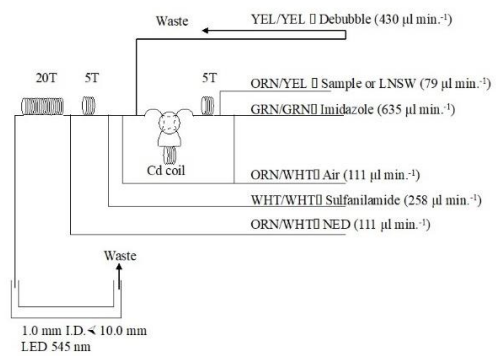 Waste
YEL/YEL Debubble (430 μl min.⁻¹)
20T
5T
5T
ORN/YEL Sample or LNSW (79 μl min.⁻¹)
GRN/GRN Imidazole (635 μl min.⁻¹)
Cd coil
ORN/WHT Air (111 μl min.⁻¹)
WHT/WHT Sulfanilamide (258 μl min.⁻¹)
ORN/WHT NED (111 μl min.⁻¹)
Waste
1.0 mm I.D. 10.0 mm
LED 545 nm